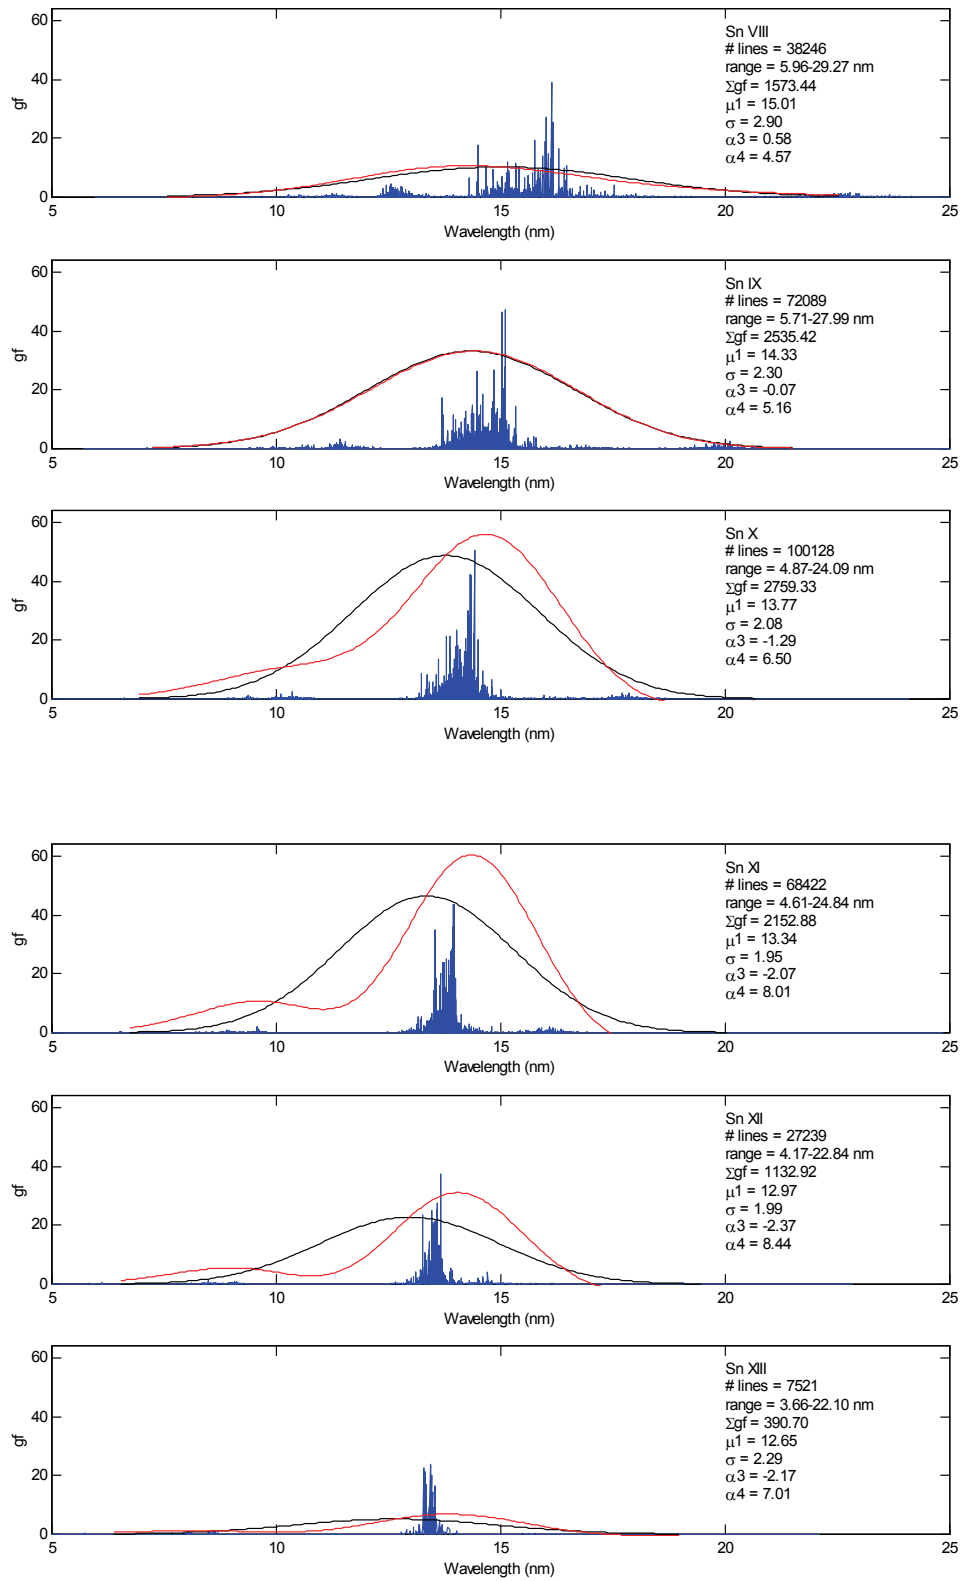 60
40
20
0
gf
5
10
15
20
25
Wavelength (nm)
Sn VIII
# lines = 38246
range = 5.96-29.27 nm
Σgf = 1573.44
μ1 = 15.01
σ = 2.90
α3 = 0.58
α4 = 4.57
60
40
20
0
gf
5
10
15
20
25
Wavelength (nm)
Sn IX
# lines = 72089
range = 5.71-27.99 nm
Σgf = 2535.42
μ1 = 14.33
σ = 2.30
α3 = -0.07
α4 = 5.16
60
40
20
0
gf
5
10
15
20
25
Wavelength (nm)
Sn X
# lines = 100128
range = 4.87-24.09 nm
Σgf = 2759.33
μ1 = 13.77
σ = 2.08
α3 = -1.29
α4 = 6.50
60
40
20
0
gf
5
10
15
20
25
Wavelength (nm)
Sn XI
# lines = 68422
range = 4.61-24.84 nm
Σgf = 2152.88
μ1 = 13.34
σ = 1.95
α3 = -2.07
α4 = 8.01
60
40
20
0
gf
5
10
15
20
25
Wavelength (nm)
Sn XII
# lines = 27239
range = 4.17-22.84 nm
Σgf = 1132.92
μ1 = 12.97
σ = 1.99
α3 = -2.37
α4 = 8.44
60
40
20
0
gf
5
10
15
20
25
Wavelength (nm)
Sn XIII
# lines = 7521
range = 3.66-22.10 nm
Σgf = 390.70
μ1 = 12.65
σ = 2.29
α3 = -2.17
α4 = 7.01